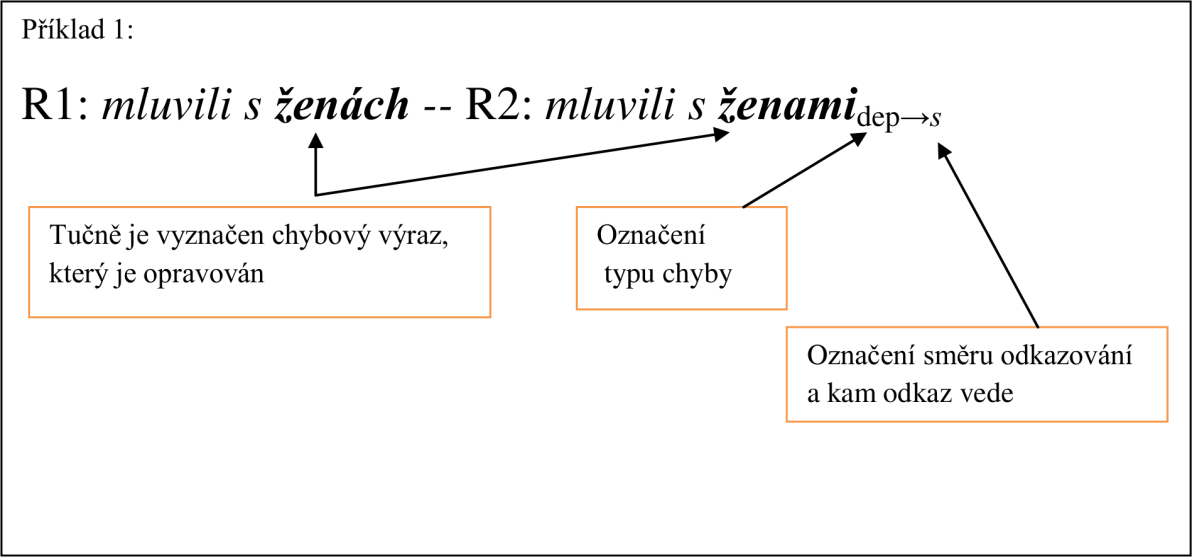 Příklad 1:
R1: mluvili s ženách -- R2: mluvili s ženami dep→s
Tučně je vyznačen chybový výraz,
který je opravován
Označení
typu chyby
Označení směru odkazování
a kam odkaz vede